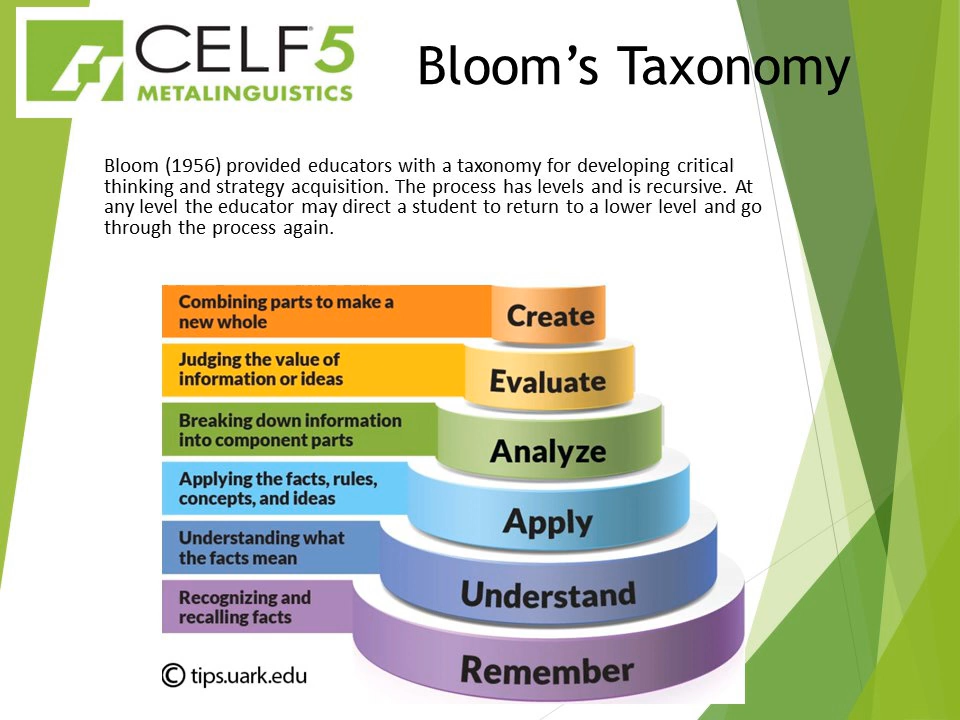 CELF5
METALINGUISTICS
Bloom’s Taxonomy
Bloom (1956) provided educators with a taxonomy for developing critical
thinking and strategy acquisition. The process has levels and is recursive. At
any level the educator may direct a student to return to a lower level and go
through the process again.
Combining parts to make a
new whole
Create
Judging the value of
information or ideas
Evaluate
Breaking down information
into component parts
Analyze
Applying the facts, rules,
concepts, and ideas
Apply
Understanding what
the facts mean
Understand
Recognizing and
recalling facts
Remember
© tips.uark.edu